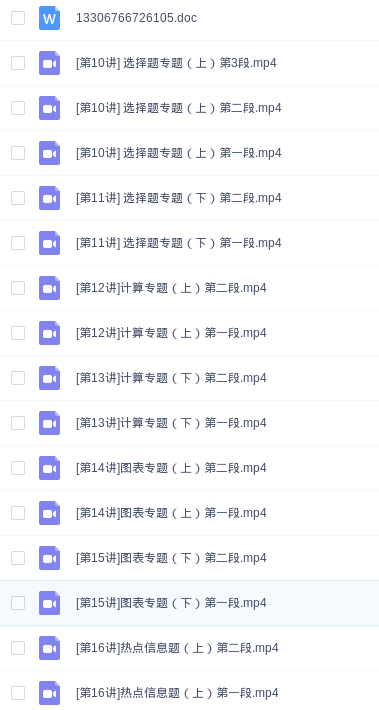 13306766726105.doc
[第10讲] 选择题专题（上）第3段.mp4
[第10讲] 选择题专题（上）第二段.mp4
[第10讲] 选择题专题（上）第一段.mp4
[第11讲] 选择题专题（下）第二段.mp4
[第11讲] 选择题专题（下）第一段.mp4
[第12讲]计算专题（上）第二段.mp4
[第12讲]计算专题（上）第一段.mp4
[第13讲]计算专题（下）第二段.mp4
[第13讲]计算专题（下）第一段.mp4
[第14讲]图表专题（上）第二段.mp4
[第14讲]图表专题（上）第一段.mp4
[第15讲]图表专题（下）第二段.mp4
[第15讲]图表专题（下）第一段.mp4
[第16讲]热点信息题（上）第二段.mp4
[第16讲]热点信息题（上）第一段.mp4